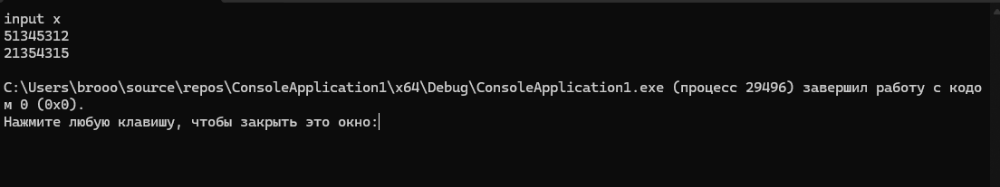 input x
51345312
21354315
C:\Users\brooo\source\repos\ConsoleApplication1\x64\Debug\ConsoleApplication1.exe (процесс 29496) завершил работу с кодо
м 0 (0x0).
Нажмите любую клавишу, чтобы закрыть это окно: